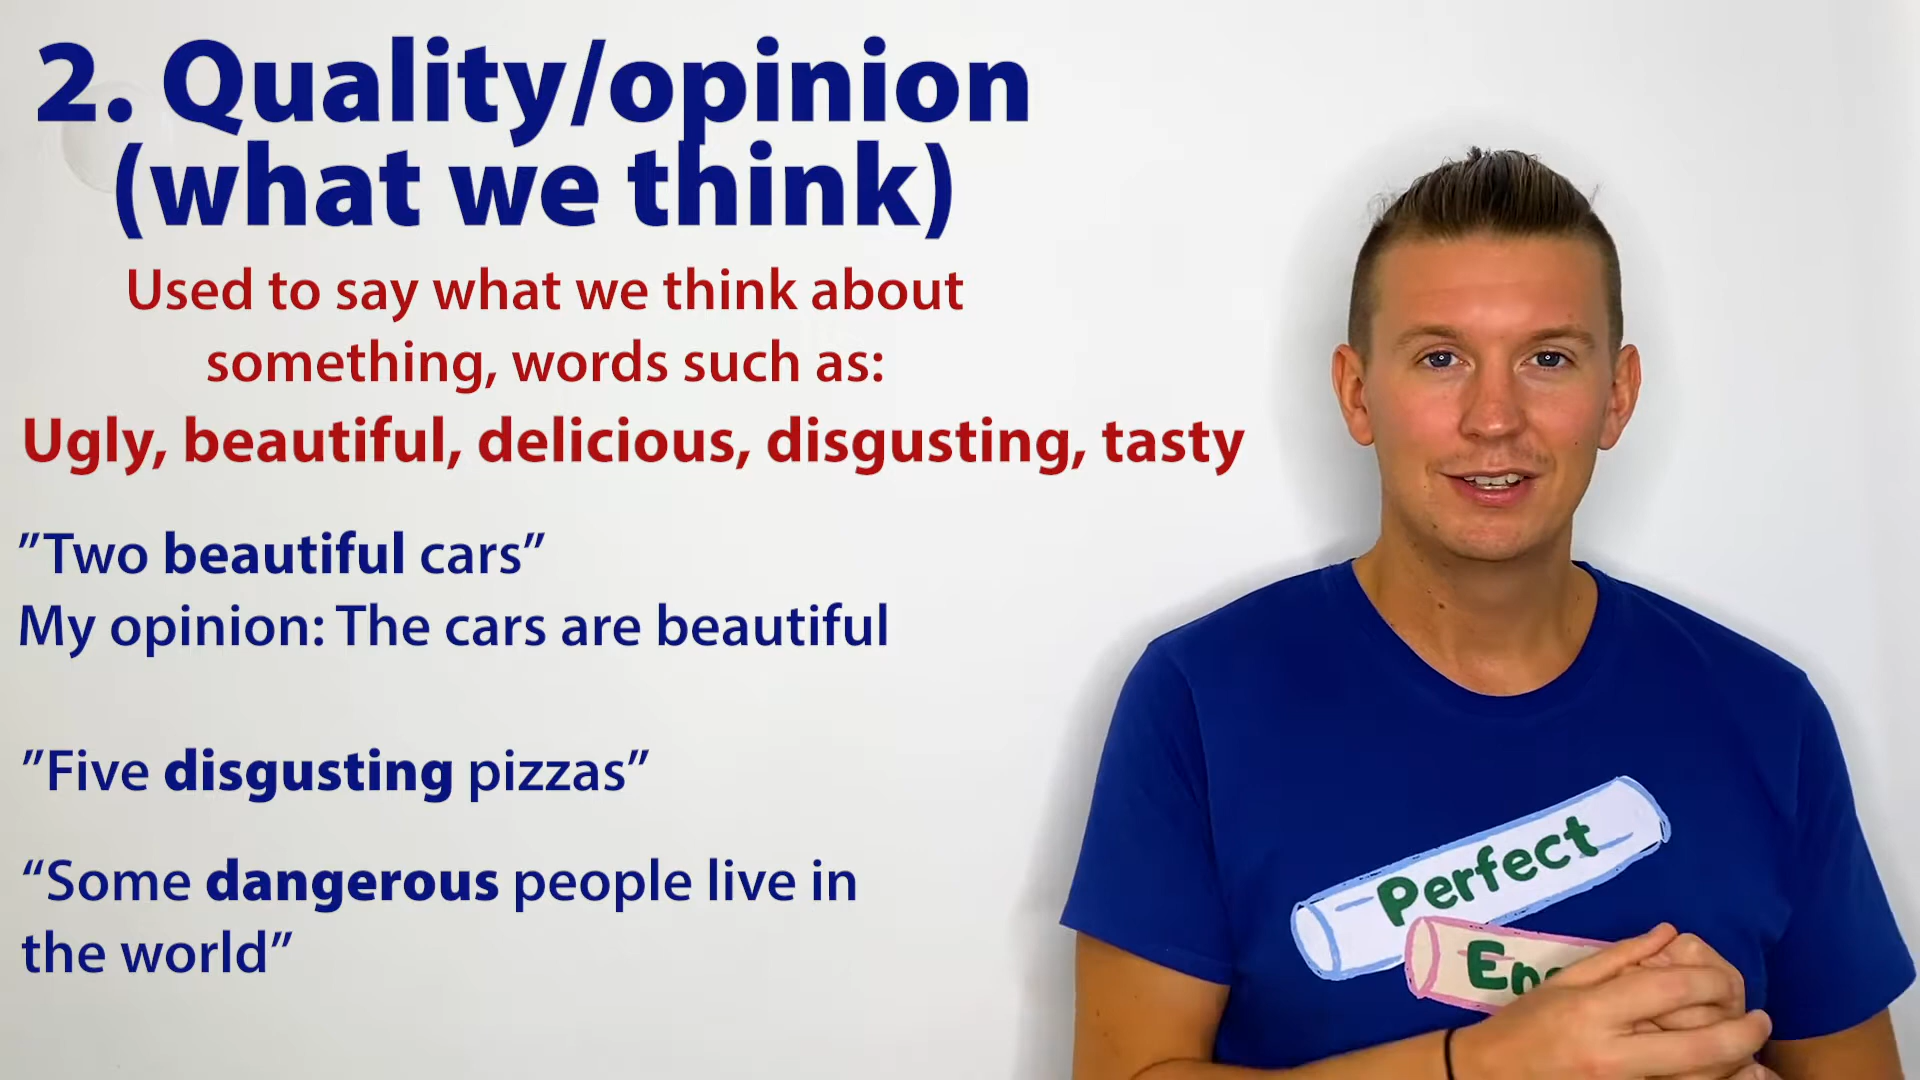 2. Quality/opinion
(what we think)
Used to say what we think about
something, words such as:
Ugly, beautiful, delicious, disgusting, tasty
”Two beautiful cars”
My opinion: The cars are beautiful
”Five disgusting pizzas”
“Some dangerous people live in
the world”
Perfect